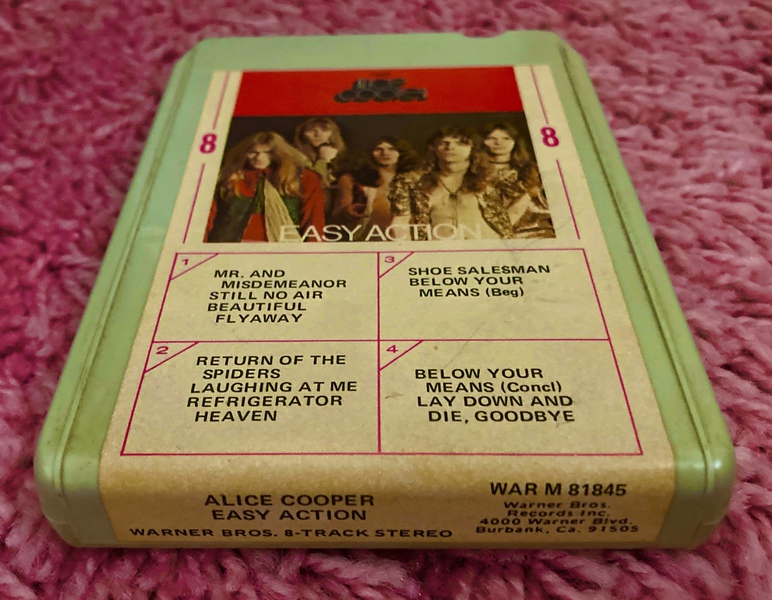 ALICE
COOPER
8
8
EASY ACTION
1
MR. AND
MISDEMEANOR
STILL NO AIR
BEAUTIFUL
FLYAWAY
3
SHOE SALESMAN
BELOW YOUR
MEANS (Beg)
2
RETURN OF THE
SPIDERS
LAUGHING AT ME
REFRIGERATOR
HEAVEN
4
BELOW YOUR
MEANS (Concl)
LAY DOWN AND
DIE, GOODBYE
ALICE COOPER
EASY ACTION
WARNER BROS. 8-TRACK STEREO
WAR M 81845
Warner Bros.
Records Inc.
4000 Warner Blvd.
Burbank, Ca. 91505